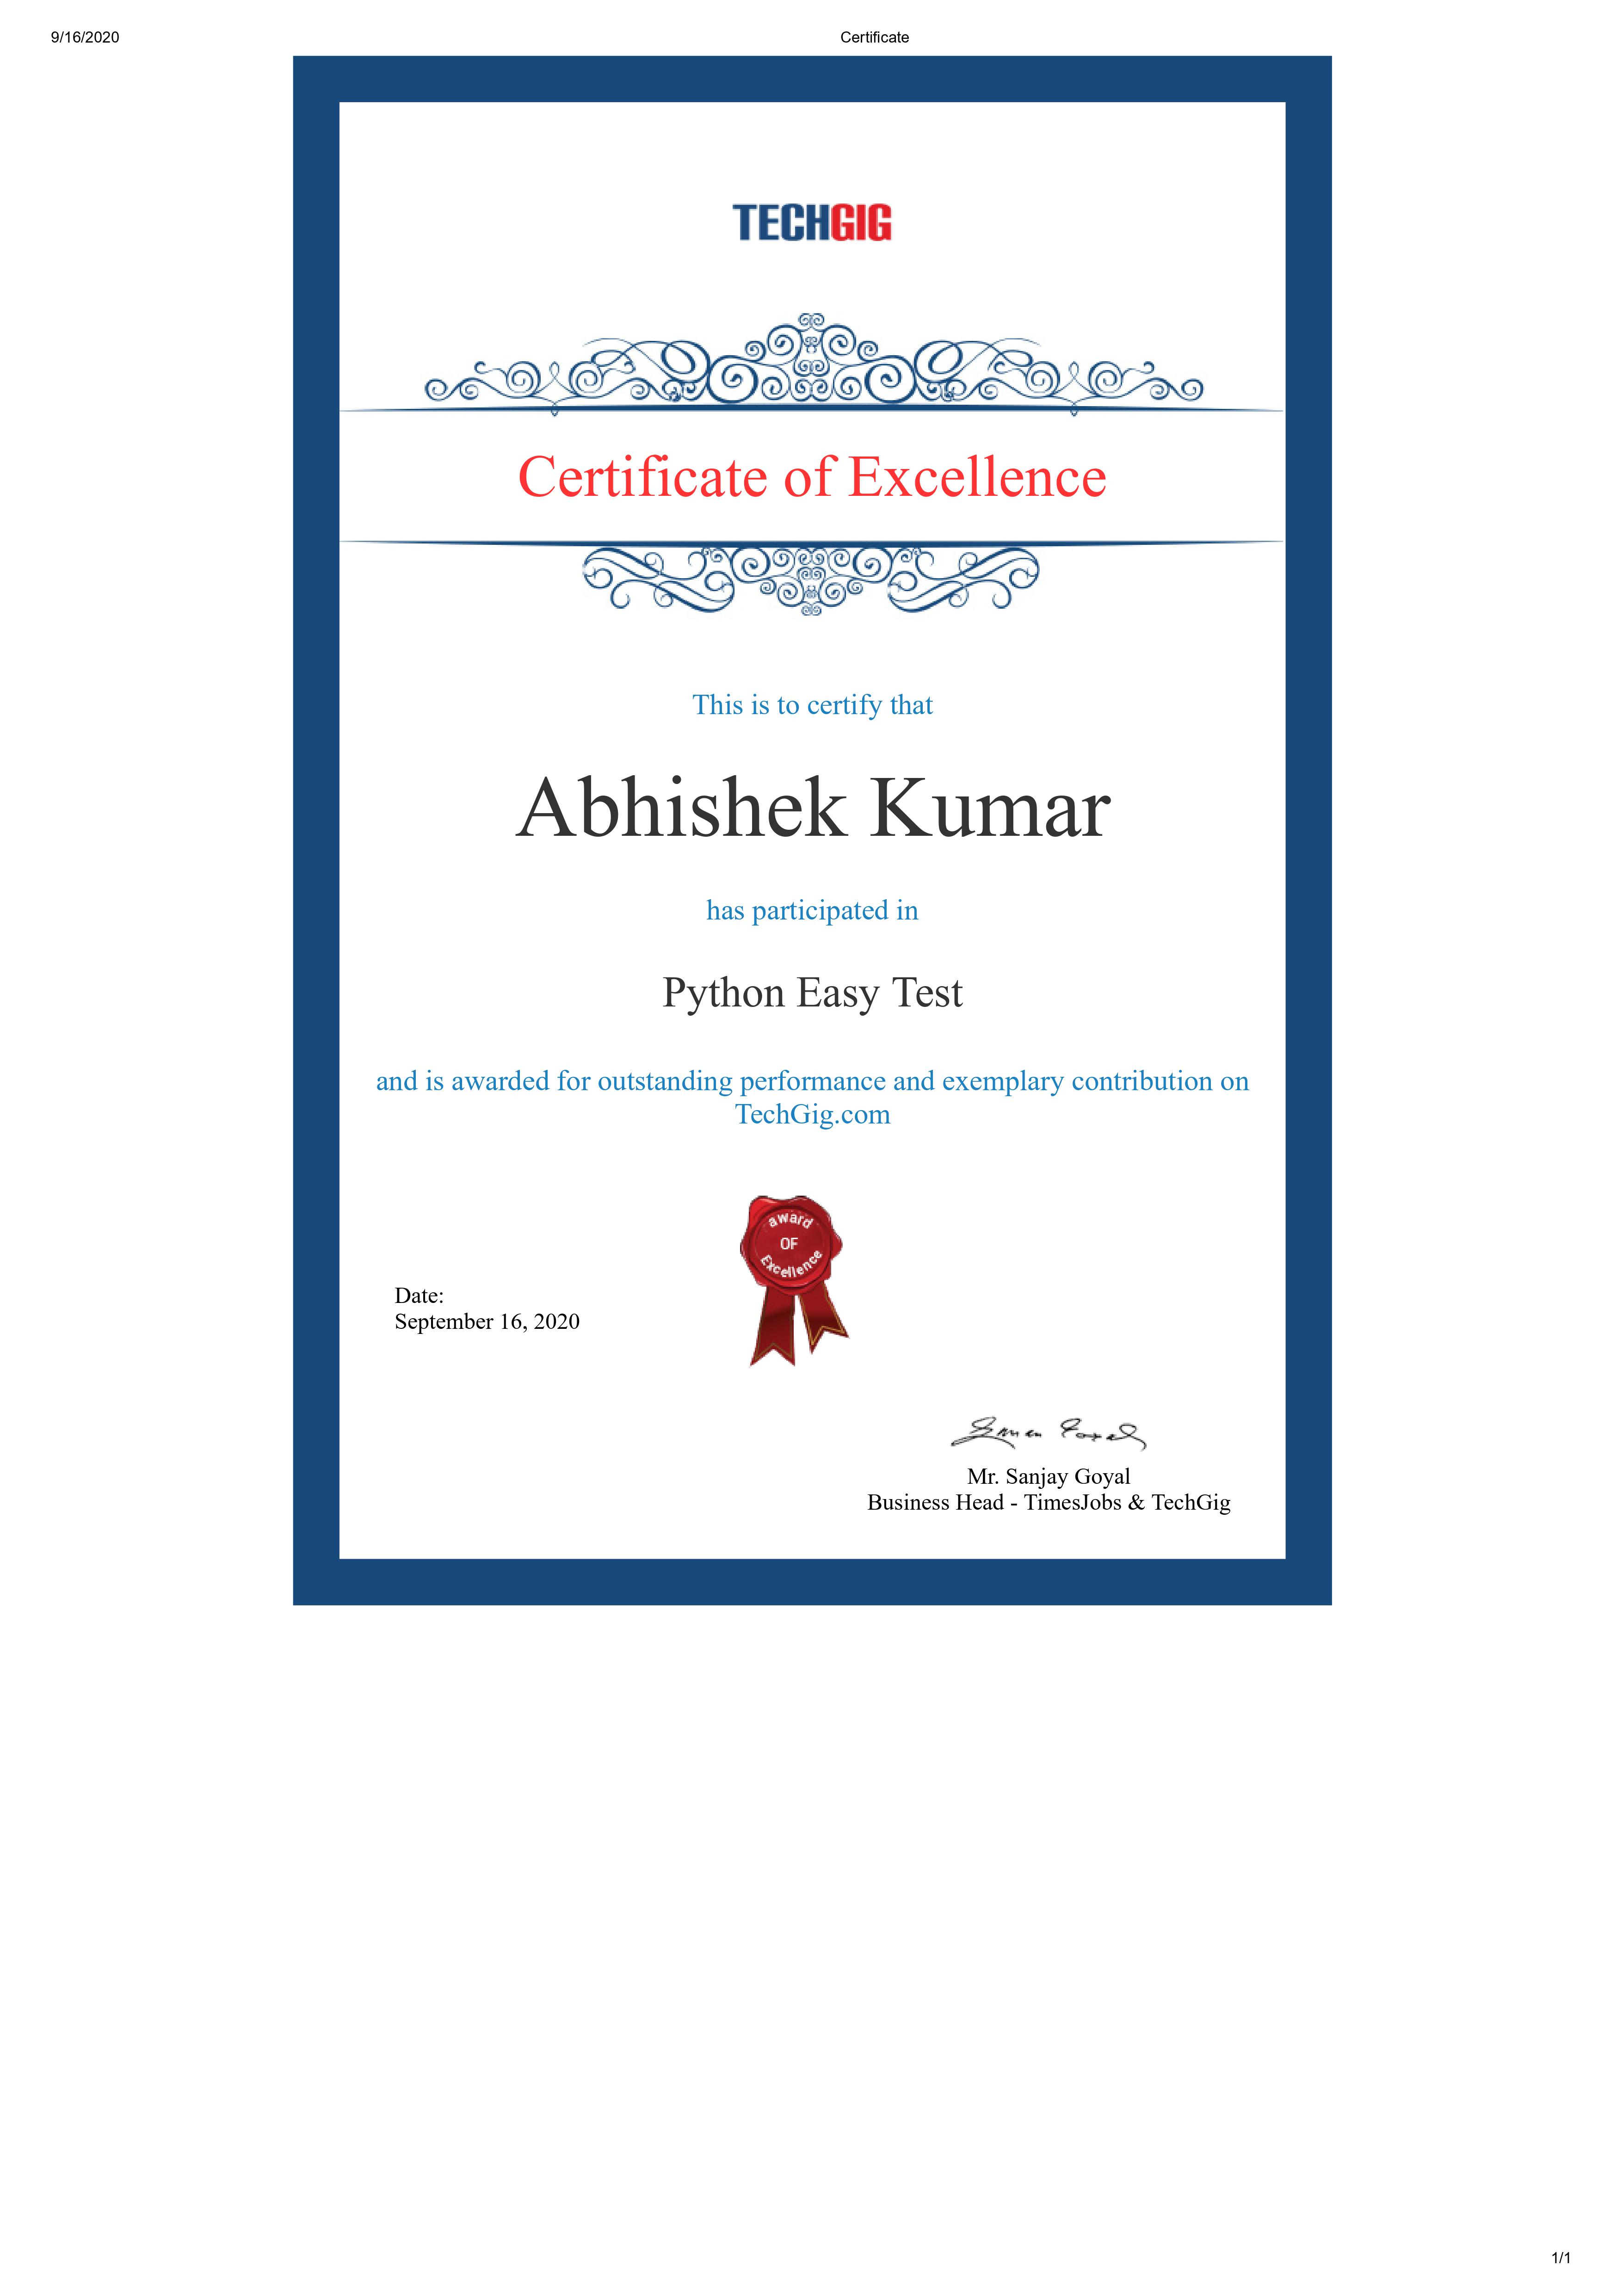 9/16/2020
Certificate
TECHGIG
Certificate of Excellence
This is to certify that
Abhishek Kumar
has participated in
Python Easy Test
and is awarded for outstanding performance and exemplary contribution on
TechGig.com
award
OF
Excellence
Date:
September 16, 2020
Mr. Sanjay Goyal
Business Head - TimesJobs & TechGig
1/1